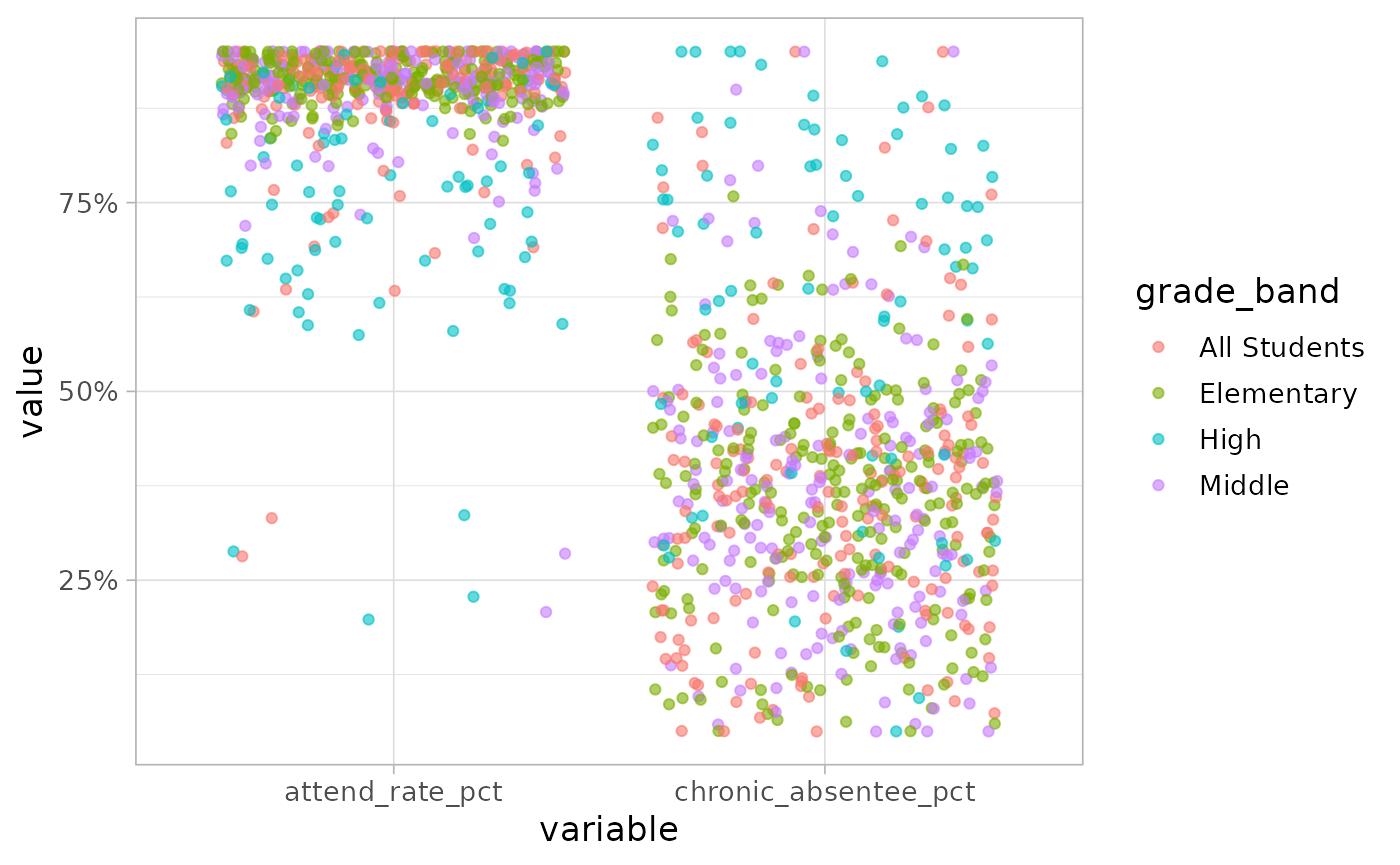 75%
50%
25%
value
attend_rate_pct
chronic_absentee_pct
variable
grade_band
All Students
Elementary
High
Middle